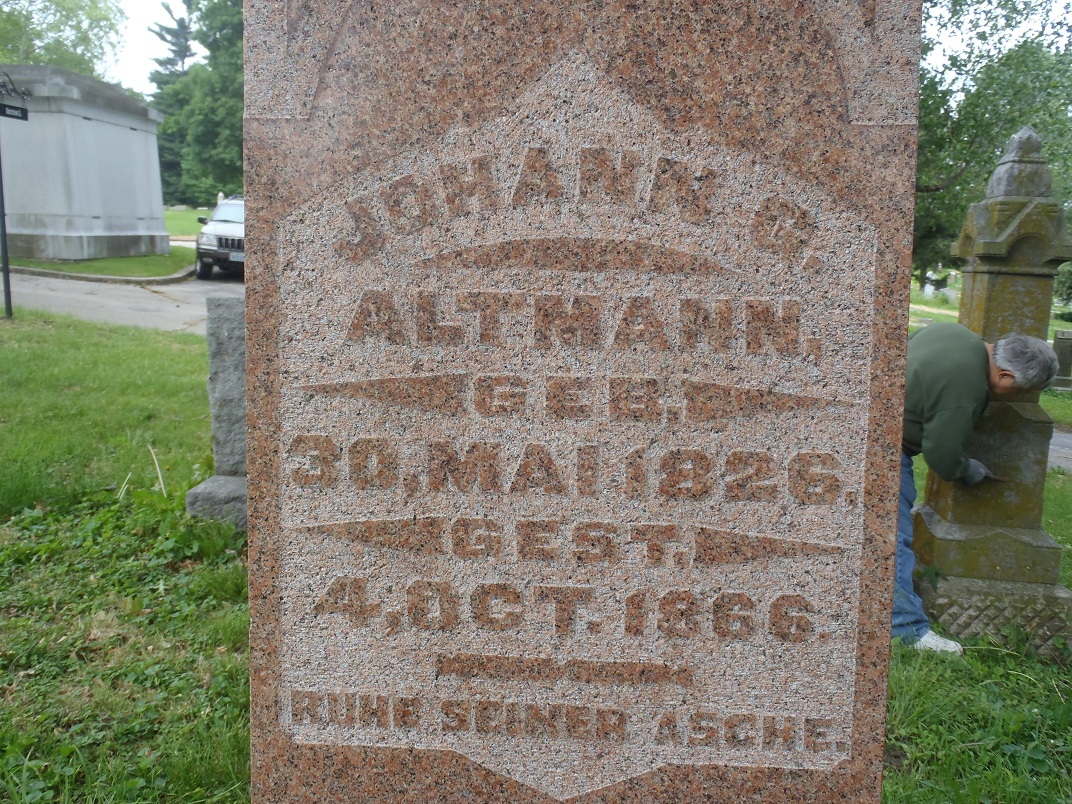 JOHANN C.
ALTMANN,
GEB.
30, MAI 1826.
GEST.
4, OCT. 1866.
RUHE SEINER ASCHE.